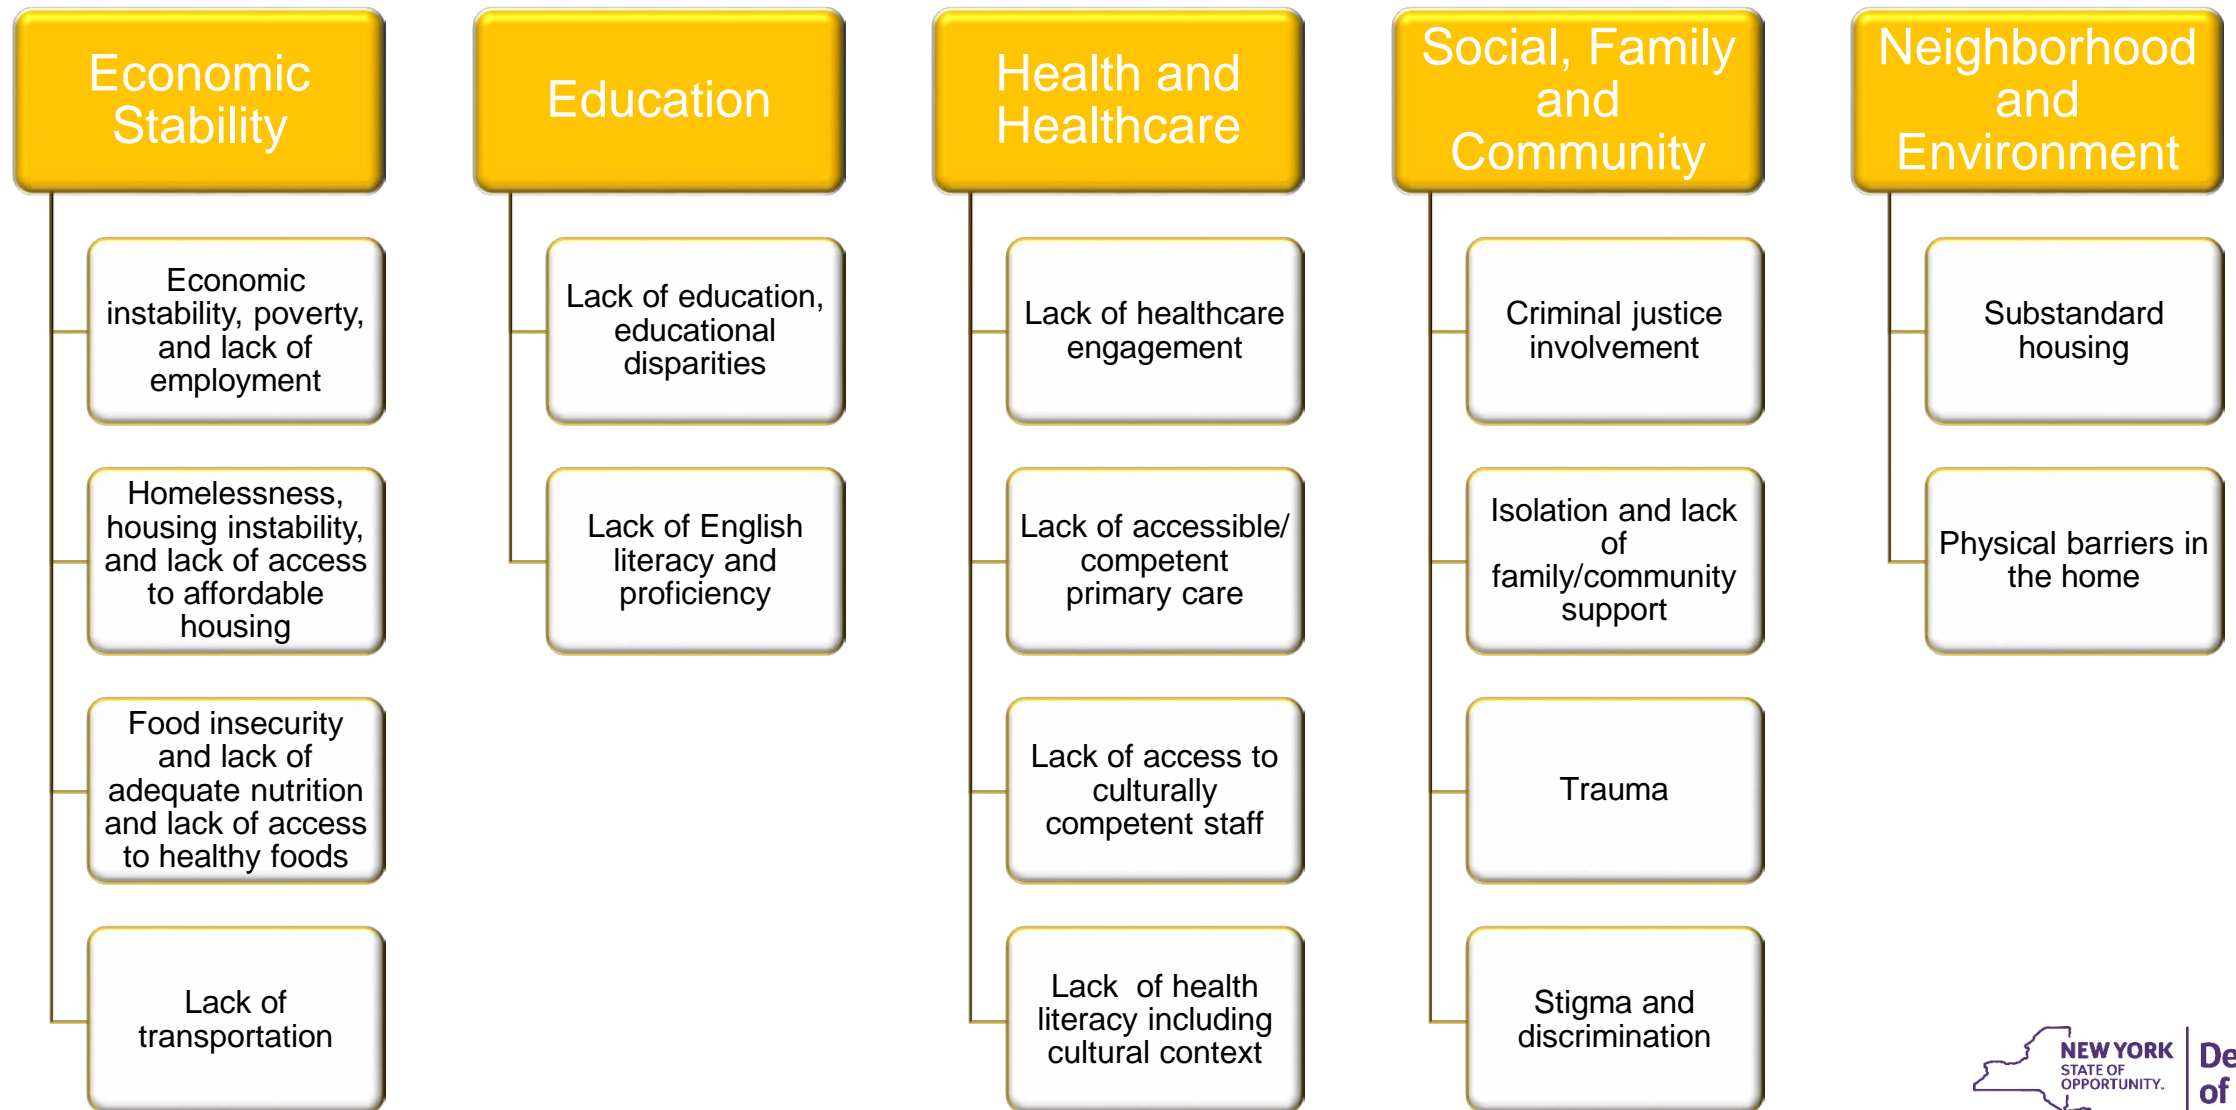 Economic
Stability
Economic
instability, poverty,
and lack of
employment
Homelessness,
housing instability,
and lack of access
to affordable
housing
Food insecurity
and lack of
adequate nutrition
and lack of access
to healthy foods
Lack of
transportation
Education
Lack of education,
educational
disparities
Lack of English
literacy and
proficiency
Health and
Healthcare
Lack of healthcare
engagement
Lack of accessible/
competent
primary care
Lack of access to
culturally
competent staff
Lack  of health
literacy including
cultural context
Social, Family
and
Community
Criminal justice
involvement
Isolation and lack
of
family/community
support
Trauma
Stigma and
discrimination
Neighborhood
and
Environment
Substandard
housing
Physical barriers in
the home
NEW YORK
STATE OF
OPPORTUNITY.
De
of